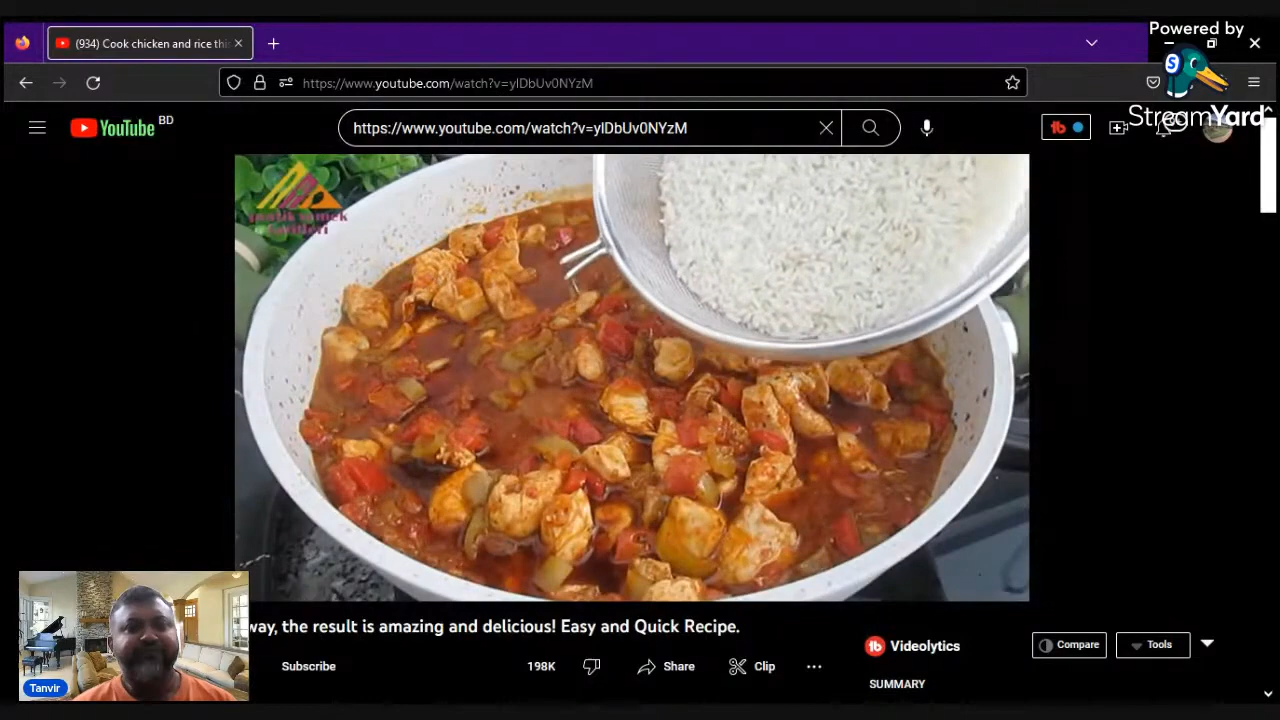 Powered by
(934) Cook chicken and rice thi
https://www.youtube.com/watch?v=ylDbUv0NYzM
StreamYard
YouTube BD
https://www.youtube.com/watch?v=ylDbUv0NYzM
way, the result is amazing and delicious! Easy and Quick Recipe.
Subscribe
198K
Share
Clip
Videolytics
Compare
Tools
SUMMARY
Tanvir